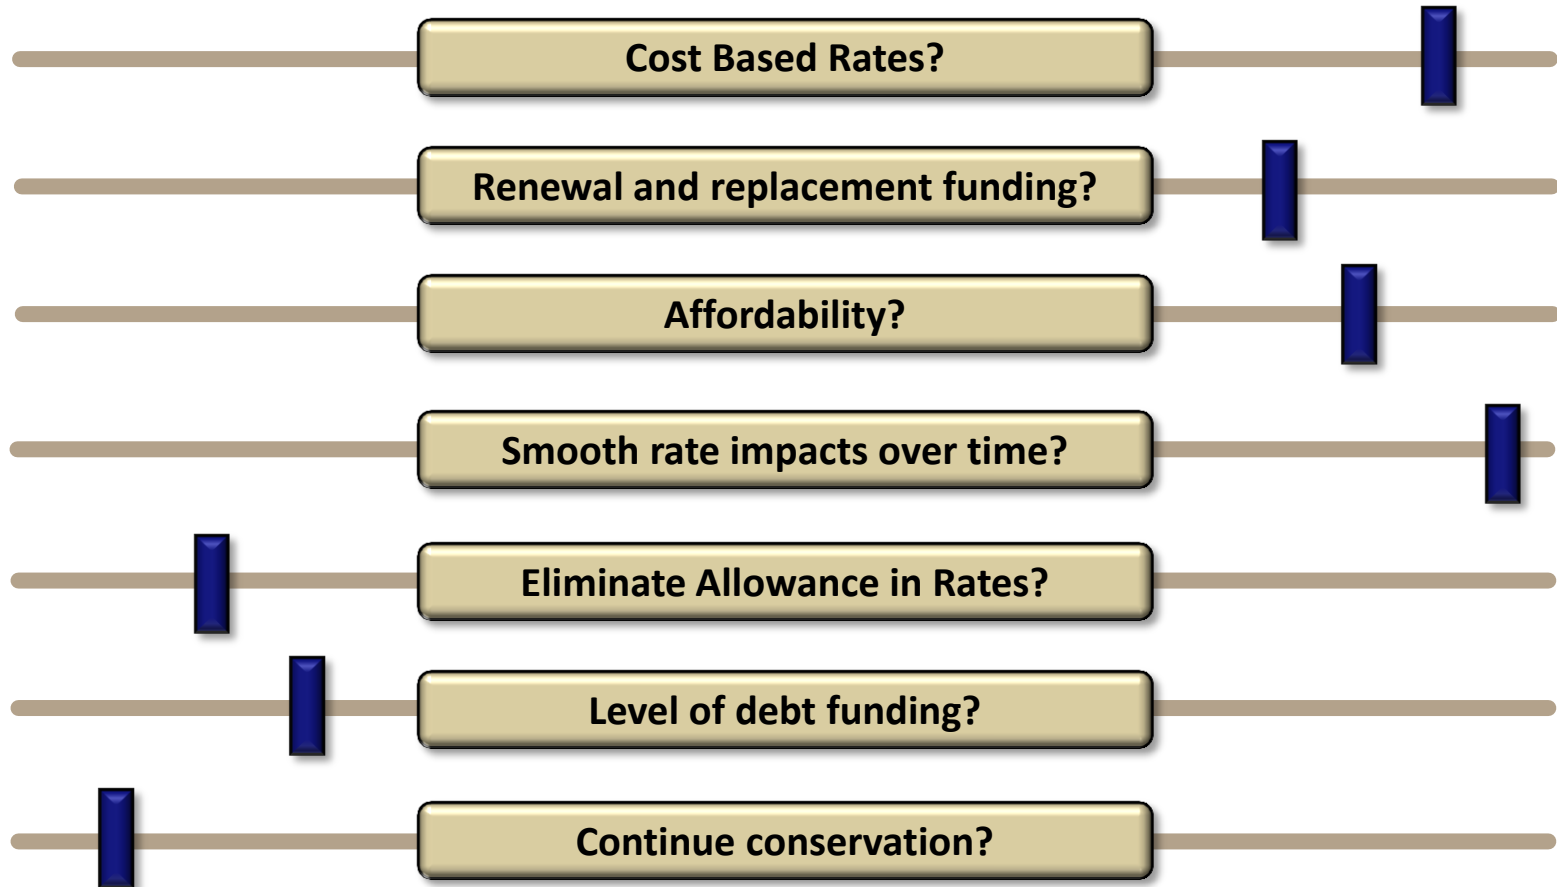 Cost Based Rates?
Renewal and replacement funding?
Affordability?
Smooth rate impacts over time?
Eliminate Allowance in Rates?
Level of debt funding?
Continue conservation?